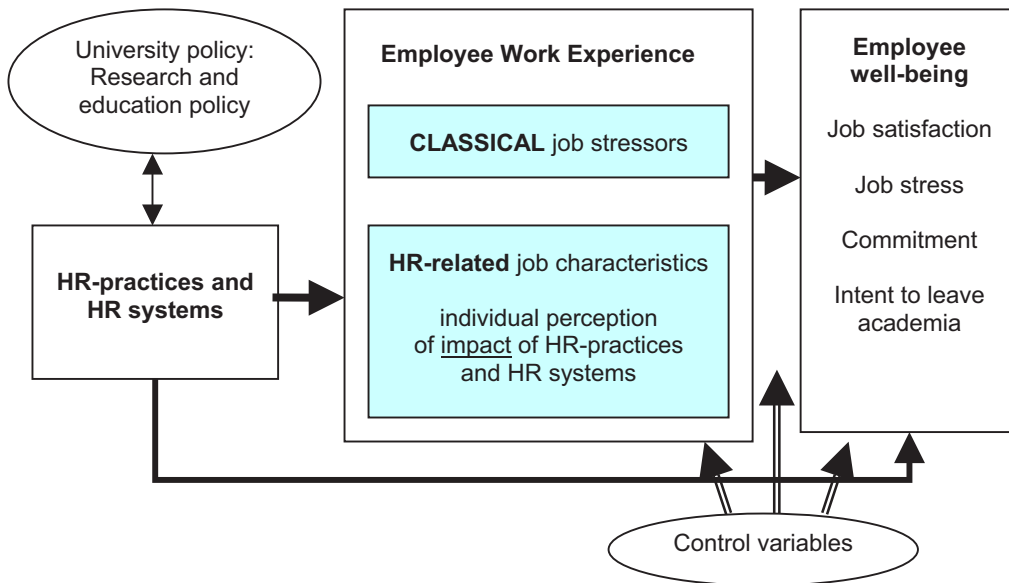 University policy:
Research and
education policy
HR-practices and
HR systems
Employee Work Experience
CLASSICAL job stressors
HR-related job characteristics
individual perception
of impact of HR-practices
and HR systems
Employee
well-being
Job satisfaction
Job stress
Commitment
Intent to leave
academia
Control variables